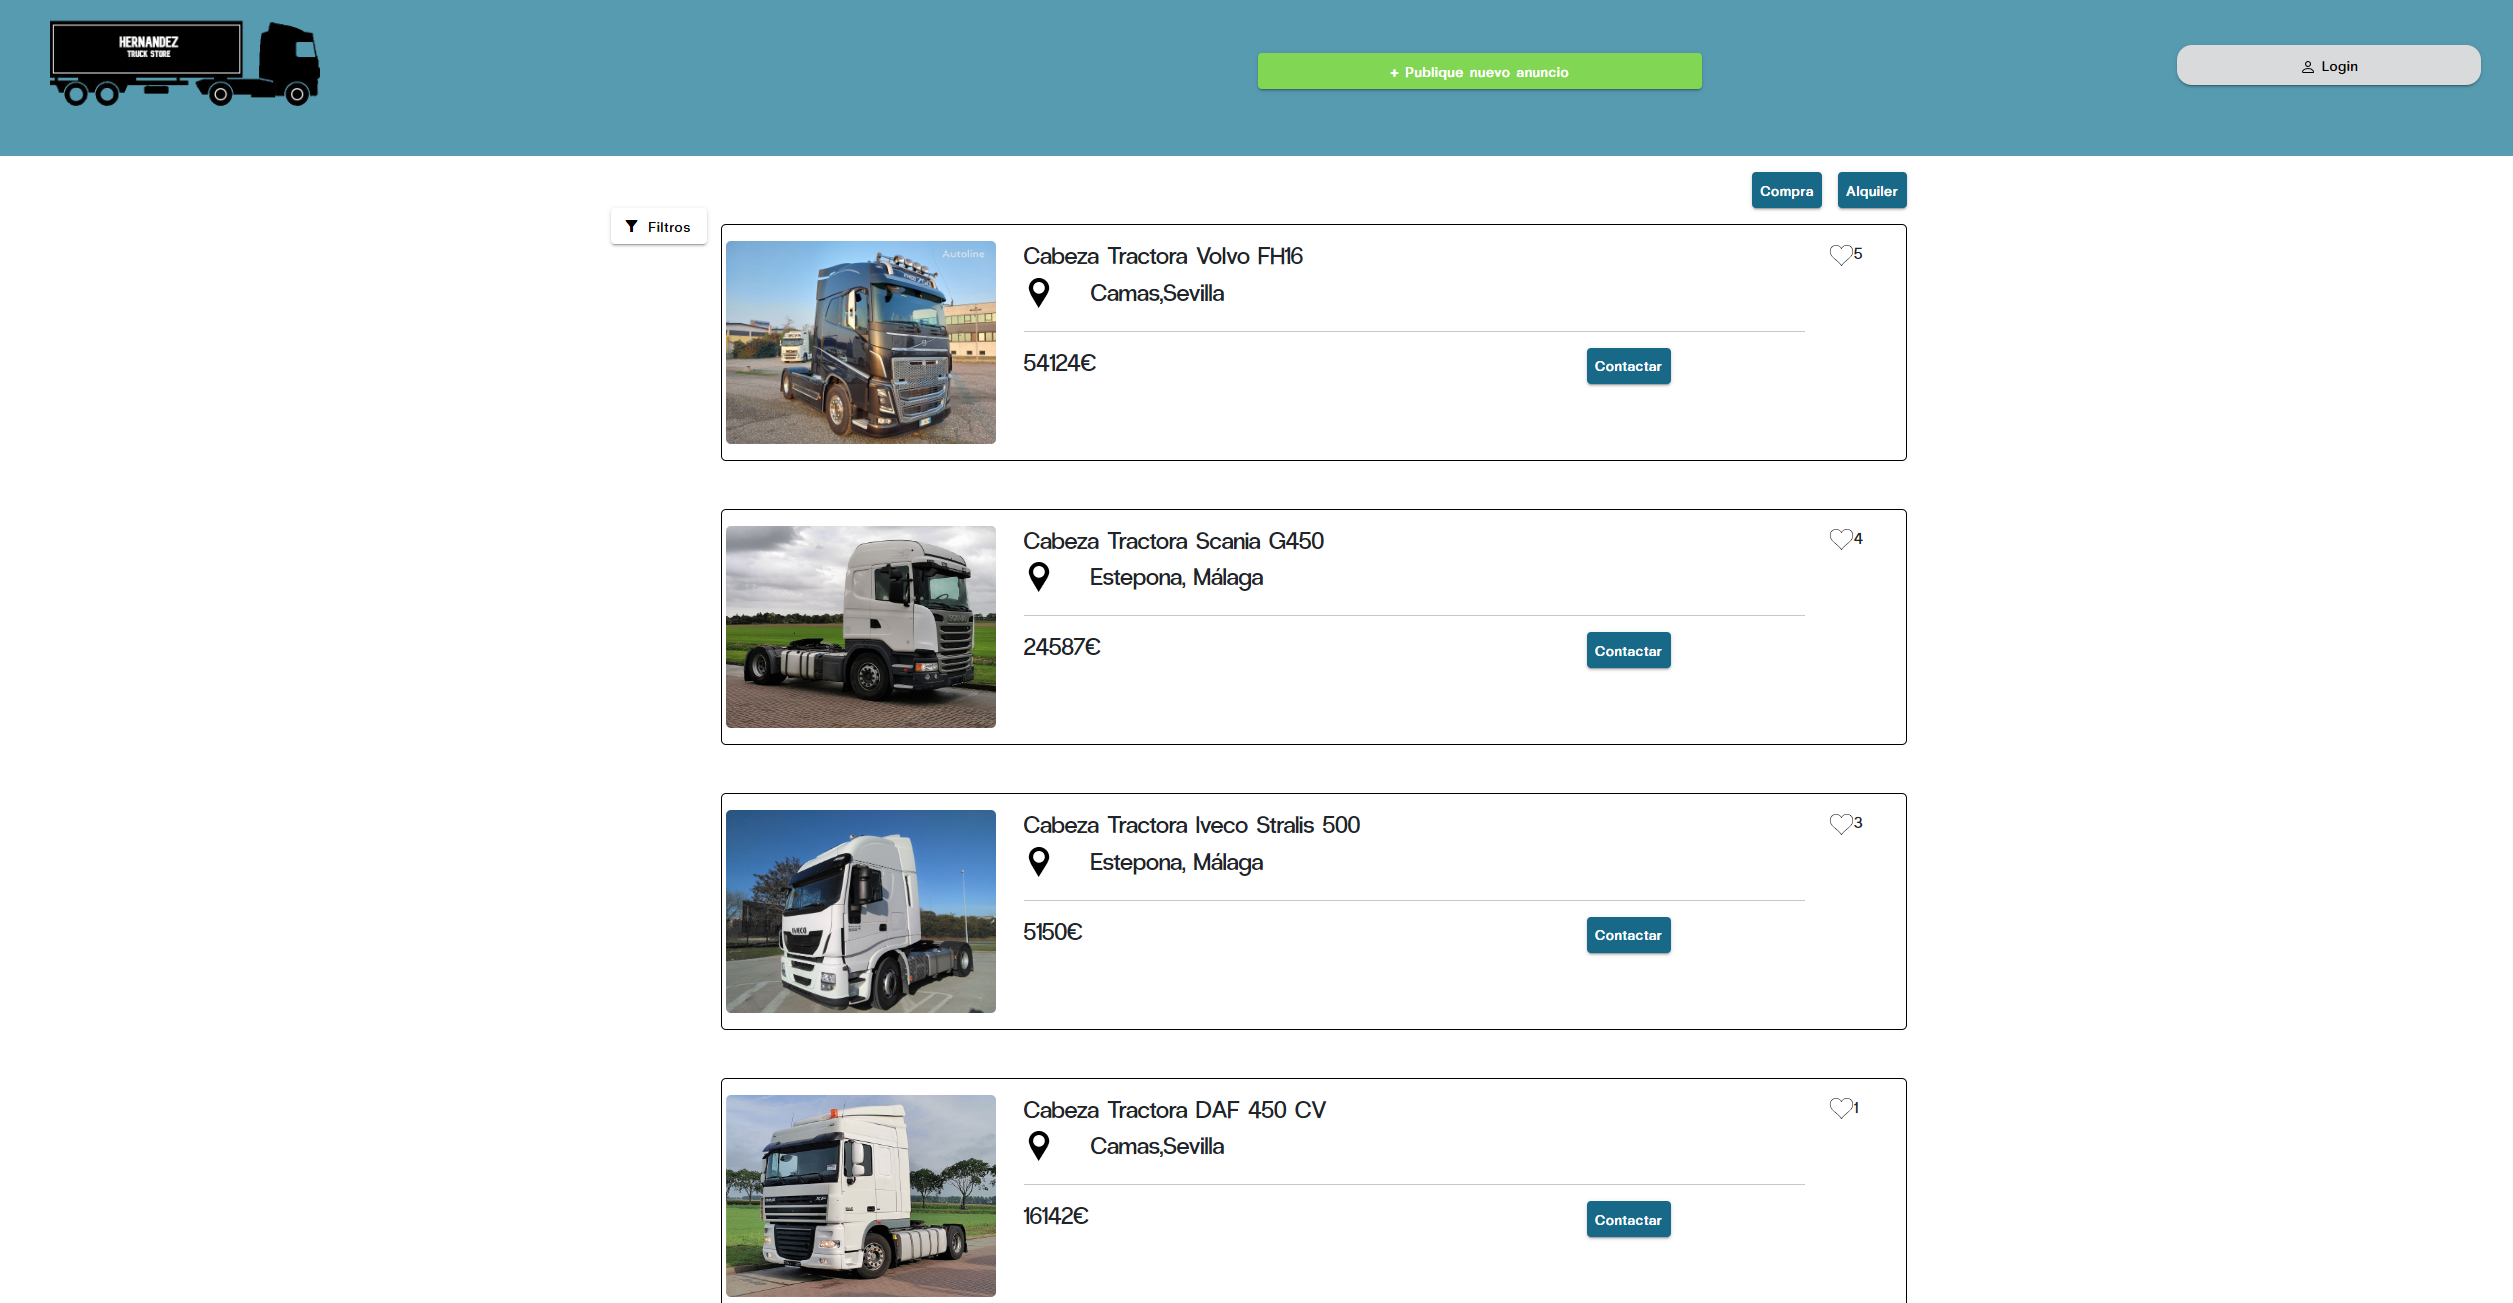 HERNANDEZ
TRUCK STORE
+ Publique nuevo anuncio
Login
Compra
Alquiler
Filtros
Autoline
Cabeza Tractora Volvo FH16
5
Camas,Sevilla
54124€
Contactar
Cabeza Tractora Scania G450
4
Estepona, Málaga
24587€
Contactar
IVECO
Cabeza Tractora Iveco Stralis 500
3
Estepona, Málaga
5150€
Contactar
Cabeza Tractora DAF 450 CV
1
Camas,Sevilla
16142€
Contactar